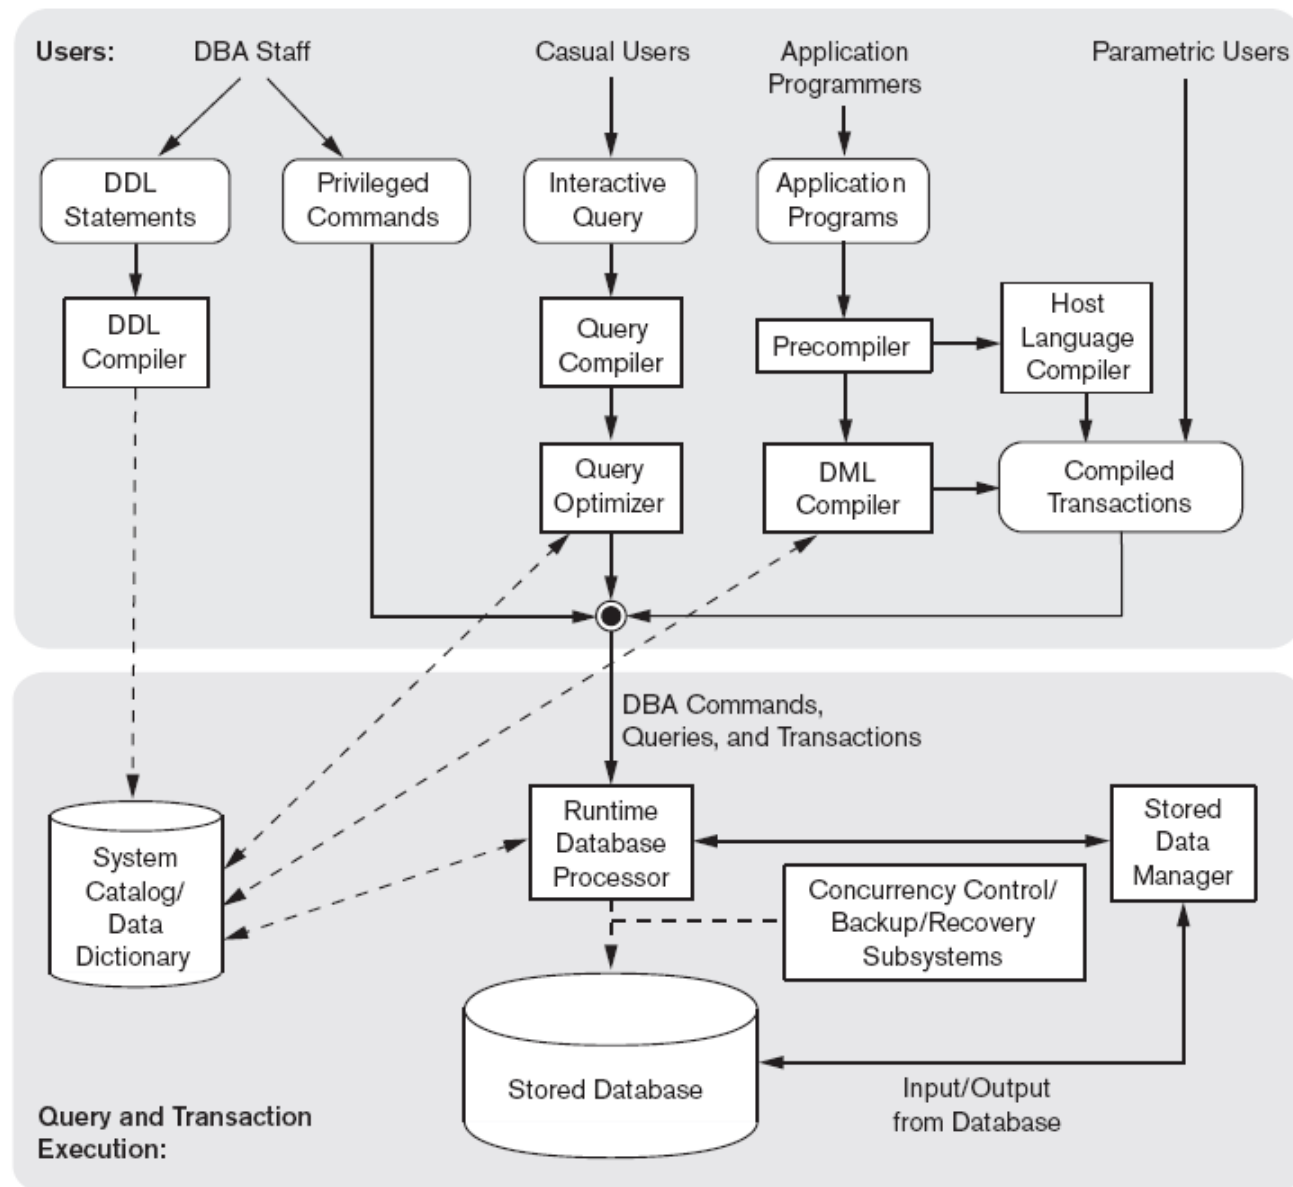 Users:
DBA Staff
Casual Users
Application
Programmers
Parametric Users
DDL
Statements
Privileged
Commands
Interactive
Query
Application
Programs
DDL
Compiler
Query
Compiler
Precompiler
Host
Language
Compiler
Query
Optimizer
DML
Compiler
Compiled
Transactions
DBA Commands,
Queries, and Transactions
System
Catalog/
Data
Dictionary
Runtime
Database
Processor
Stored
Data
Manager
Concurrency Control/
Backup/Recovery
Subsystems
Stored Database
Input/Output
from Database
Query and Transaction
Execution: